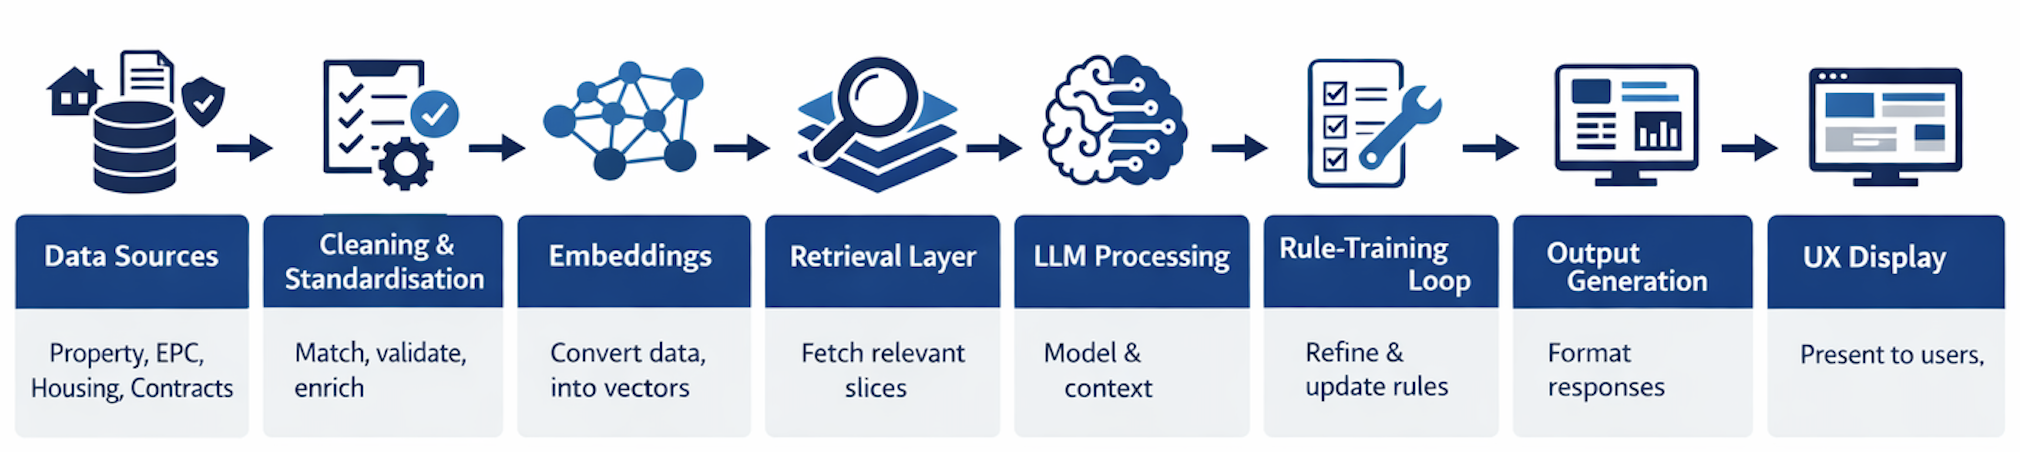 Data Sources
Property, EPC,
Housing, Contracts
Cleaning &
Standardisation
Match, validate,
enrich
Embeddings
Convert data,
into vectors
Retrieval Layer
Fetch relevant
slices
LLM Processing
Model &
context
Rule-Training
Loop
Refine &
update rules
Output
Generation
Format
responses
UX Display
Present to users,